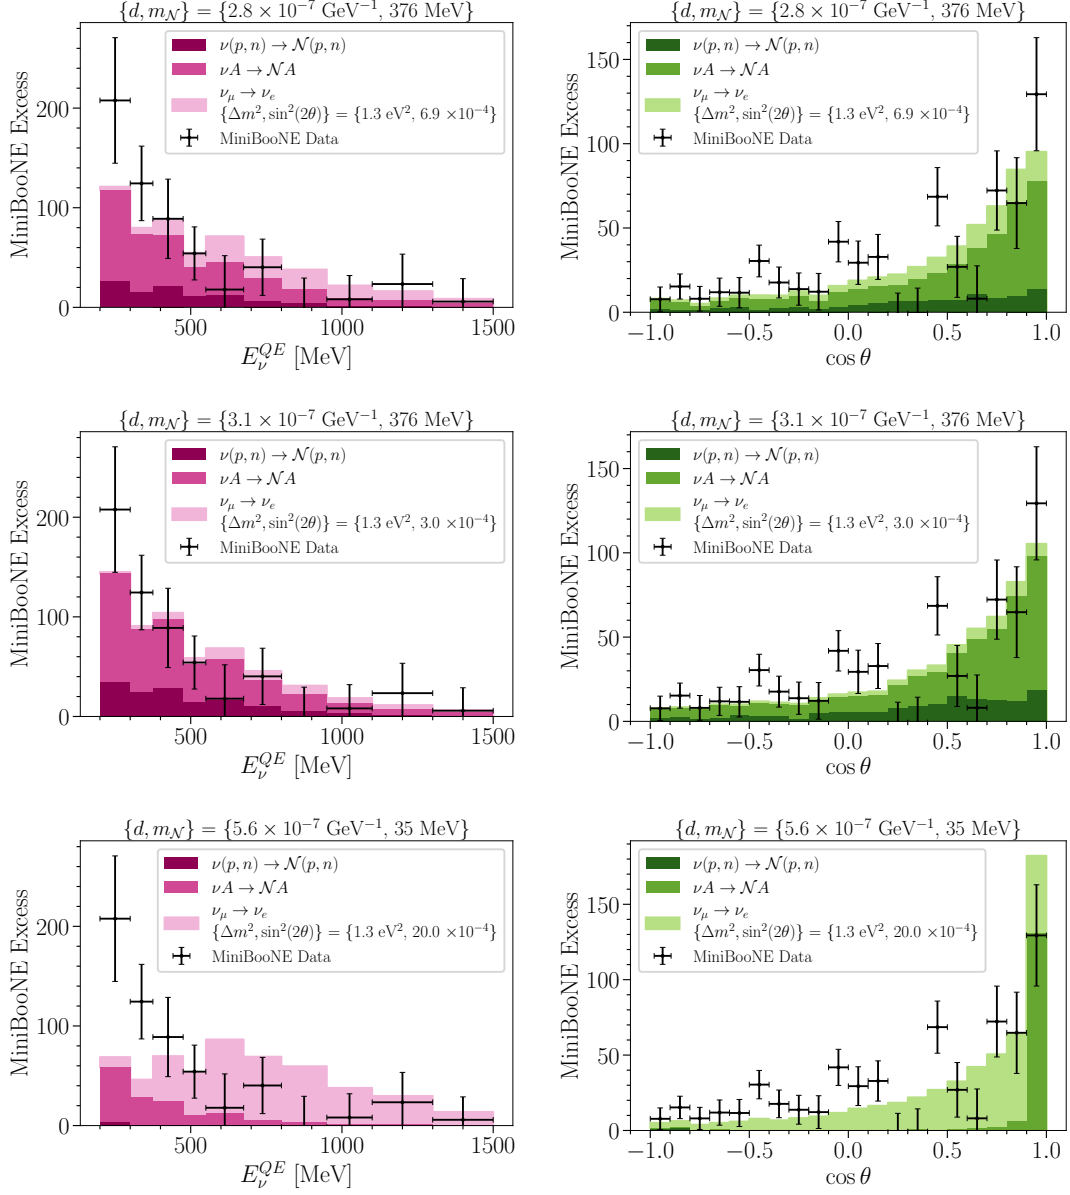 {d, m_𝒩} = {2.8 × 10⁻⁷ GeV⁻¹, 376 MeV}
MiniBooNE Excess
200
100
0
ν(p, n) → 𝒩(p, n)
νA → 𝒩A
ν_μ → ν_e
{Δm², sin²(2θ)} = {1.3 eV², 6.9 ×10⁻⁴}
MiniBooNE Data
500
1000
1500
E_ν^QE [MeV]
{d, m_𝒩} = {2.8 × 10⁻⁷ GeV⁻¹, 376 MeV}
MiniBooNE Excess
150
100
50
0
ν(p, n) → 𝒩(p, n)
νA → 𝒩A
ν_μ → ν_e
{Δm², sin²(2θ)} = {1.3 eV², 6.9 ×10⁻⁴}
MiniBooNE Data
−1.0
−0.5
0.0
0.5
1.0
cos θ
{d, m_𝒩} = {3.1 × 10⁻⁷ GeV⁻¹, 376 MeV}
MiniBooNE Excess
200
100
0
ν(p, n) → 𝒩(p, n)
νA → 𝒩A
ν_μ → ν_e
{Δm², sin²(2θ)} = {1.3 eV², 3.0 ×10⁻⁴}
MiniBooNE Data
500
1000
1500
E_ν^QE [MeV]
{d, m_𝒩} = {3.1 × 10⁻⁷ GeV⁻¹, 376 MeV}
MiniBooNE Excess
150
100
50
0
ν(p, n) → 𝒩(p, n)
νA → 𝒩A
ν_μ → ν_e
{Δm², sin²(2θ)} = {1.3 eV², 3.0 ×10⁻⁴}
MiniBooNE Data
−1.0
−0.5
0.0
0.5
1.0
cos θ
{d, m_𝒩} = {5.6 × 10⁻⁷ GeV⁻¹, 35 MeV}
MiniBooNE Excess
200
100
0
ν(p, n) → 𝒩(p, n)
νA → 𝒩A
ν_μ → ν_e
{Δm², sin²(2θ)} = {1.3 eV², 20.0 ×10⁻⁴}
MiniBooNE Data
500
1000
1500
E_ν^QE [MeV]
{d, m_𝒩} = {5.6 × 10⁻⁷ GeV⁻¹, 35 MeV}
MiniBooNE Excess
150
100
50
0
ν(p, n) → 𝒩(p, n)
νA → 𝒩A
ν_μ → ν_e
{Δm², sin²(2θ)} = {1.3 eV², 20.0 ×10⁻⁴}
MiniBooNE Data
−1.0
−0.5
0.0
0.5
1.0
cos θ